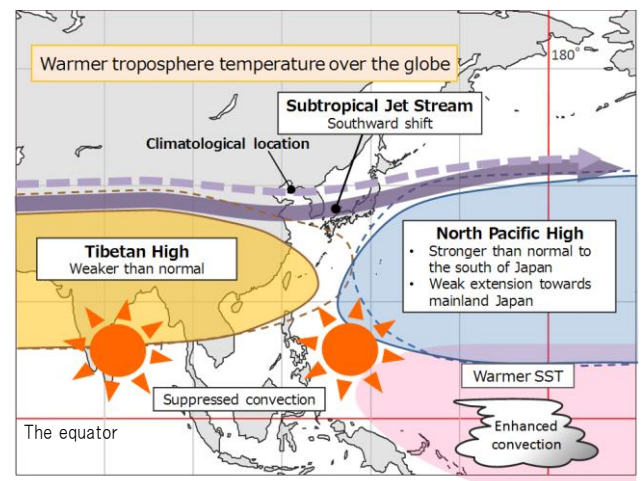 Warmer troposphere temperature over the globe
180°
Subtropical Jet Stream
Southward shift
Climatological location
Tibetan High
Weaker than normal
North Pacific High
• Stronger than normal to
the south of Japan
• Weak extension towards
mainland Japan
Warmer SST
Suppressed convection
The equator
Enhanced
convection